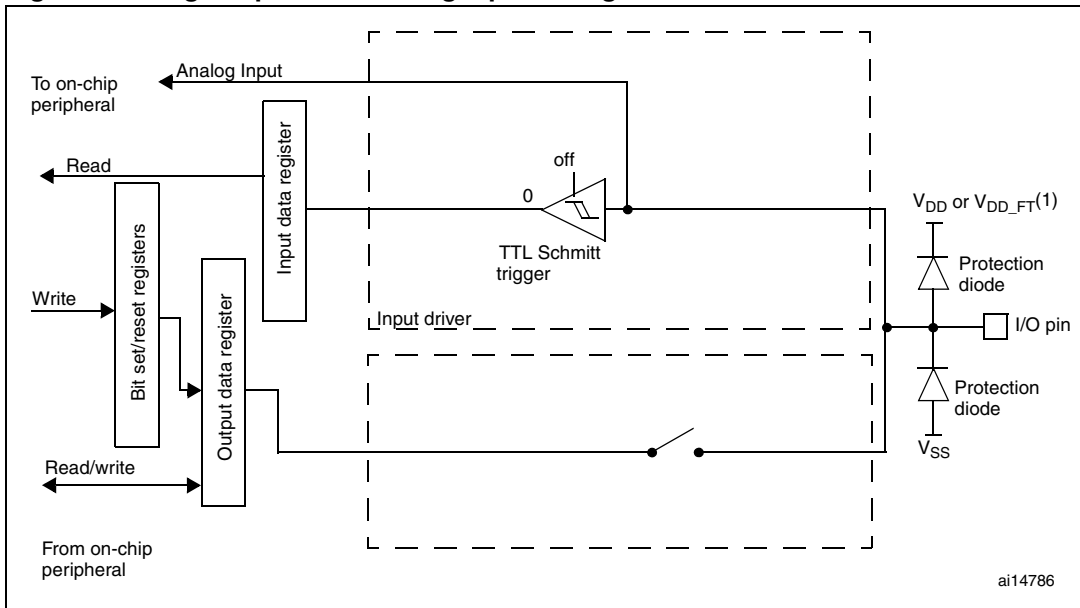 Analog Input
To on-chip
peripheral
Read
Input data register
off
0
TTL Schmitt
trigger
V_DD or V_DD_FT(1)
Protection
diode
Bit set/reset registers
Write
Output data register
Input driver
I/O pin
Protection
diode
V_SS
Read/write
From on-chip
peripheral
ai14786